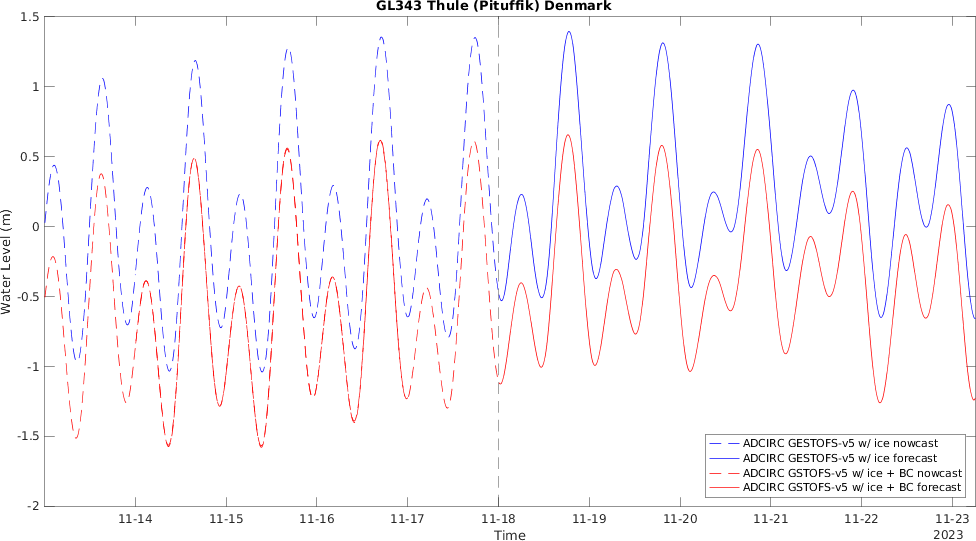 GL343 Thule (Pituffik) Denmark
1.5
1
0.5
0
-0.5
-1
-1.5
-2
Water Level (m)
ADCIRC GESTOFS-v5 w/ ice nowcast
ADCIRC GESTOFS-v5 w/ ice forecast
ADCIRC GSTOFS-v5 w/ ice + BC nowcast
ADCIRC GSTOFS-v5 w/ ice + BC forecast
11-14 11-15 11-16 11-17 11-18 11-19 11-20 11-21 11-22 11-23
Time
2023